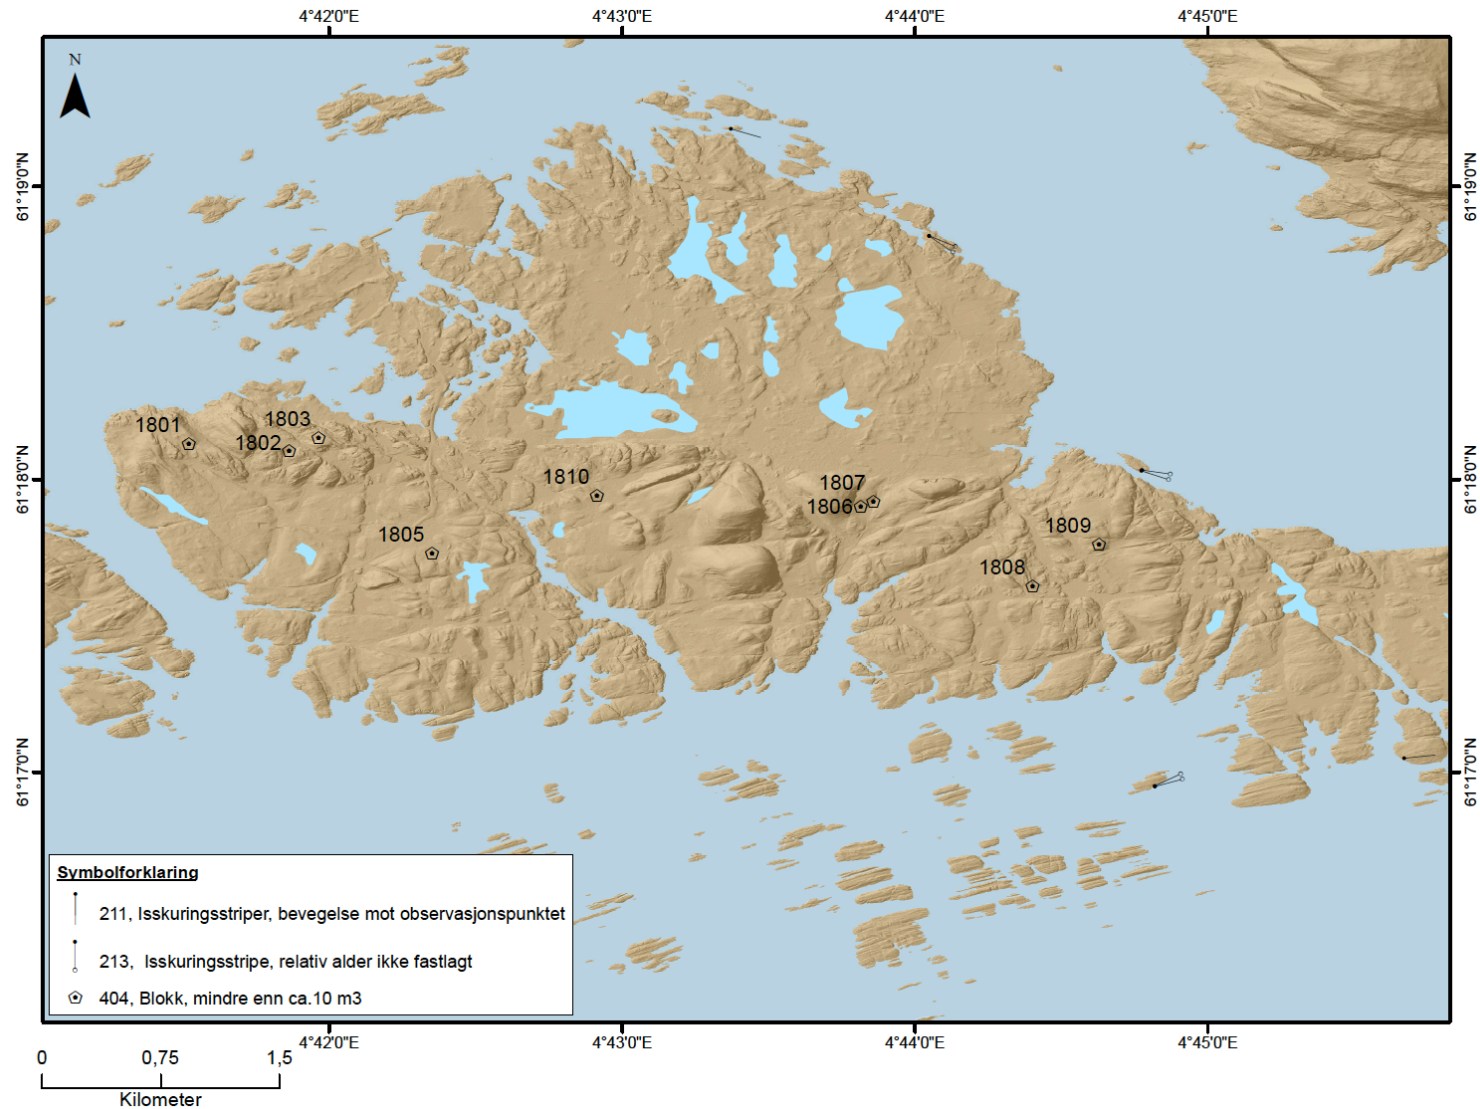 4°42'0"E 4°43'0"E 4°44'0"E 4°45'0"E
N
61°19'0"N 61°19'0"N
1801 1803
1802
61°18'0"N 61°18'0"N
1810 1807
1806
1805 1809
1808
61°17'0"N 61°17'0"N
Symbolforklaring
211, Isskuringsstriper, bevegelse mot observasjonspunktet
213, Isskuringsstripe, relativ alder ikke fastlagt
404, Blokk, mindre enn ca.10 m3
4°42'0"E 4°43'0"E 4°44'0"E 4°45'0"E
0 0,75 1,5
Kilometer